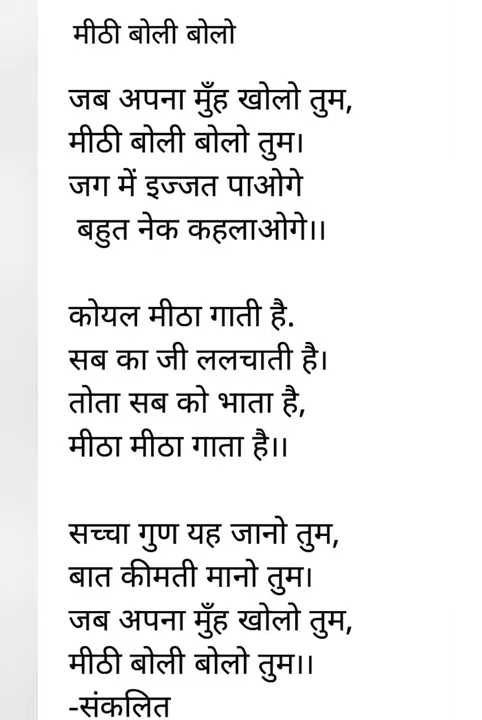 मीठी बोली बोलो
जब अपना मुँह खोलो तुम,
मीठी बोली बोलो तुम।
जग में इज्जत पाओगे
बहुत नेक कहलाओगे।।
कोयल मीठा गाती है.
सब का जी ललचाती है।
तोता सब को भाता है,
मीठा मीठा गाता है।।
सच्चा गुण यह जानो तुम,
बात कीमती मानो तुम।
जब अपना मुँह खोलो तुम,
मीठी बोली बोलो तुम।।
-संकलित